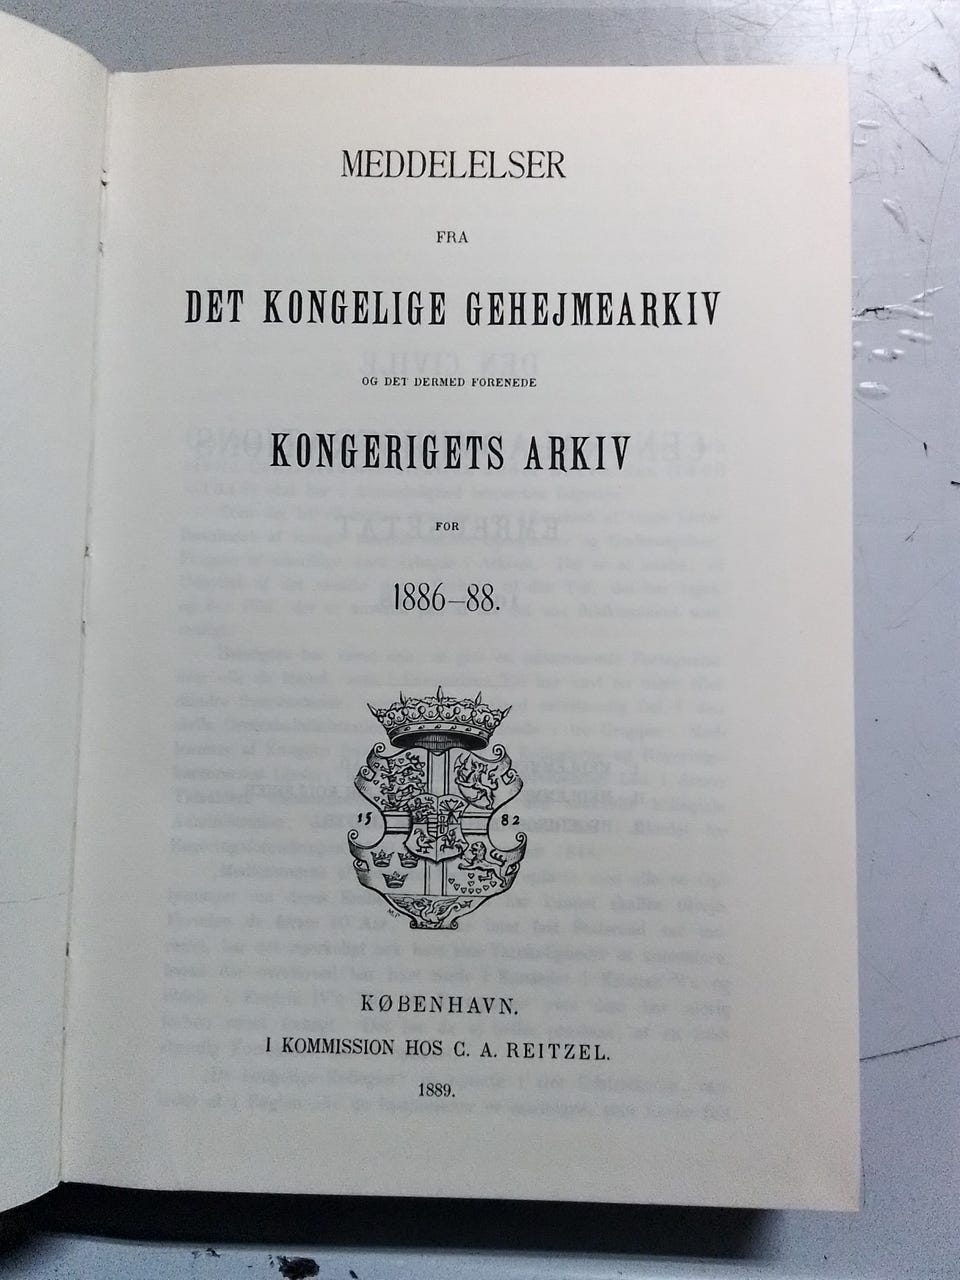 MEDDELELSER
FRA
DET KONGELIGE GEHEJMEARKIV
OG DET DERMED FORENEDE
KONGERIGETS ARKIV
FOR
1886–88.
15 82
M.P.
KØBENHAVN.
I KOMMISSION HOS C. A. REITZEL.
1889.